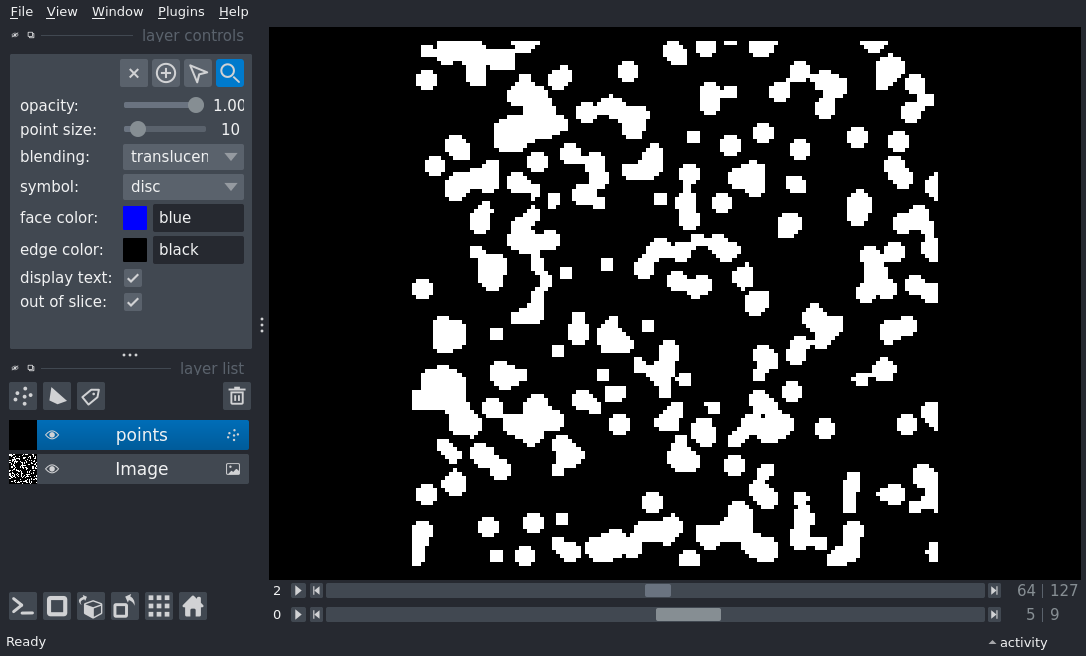 File View Window Plugins Help
layer controls
opacity: 1.00
point size: 10
blending: translucen
symbol: disc
face color: blue
edge color: black
display text:
out of slice:
layer list
points
Image
2 64 127
0 5 9
Ready activity